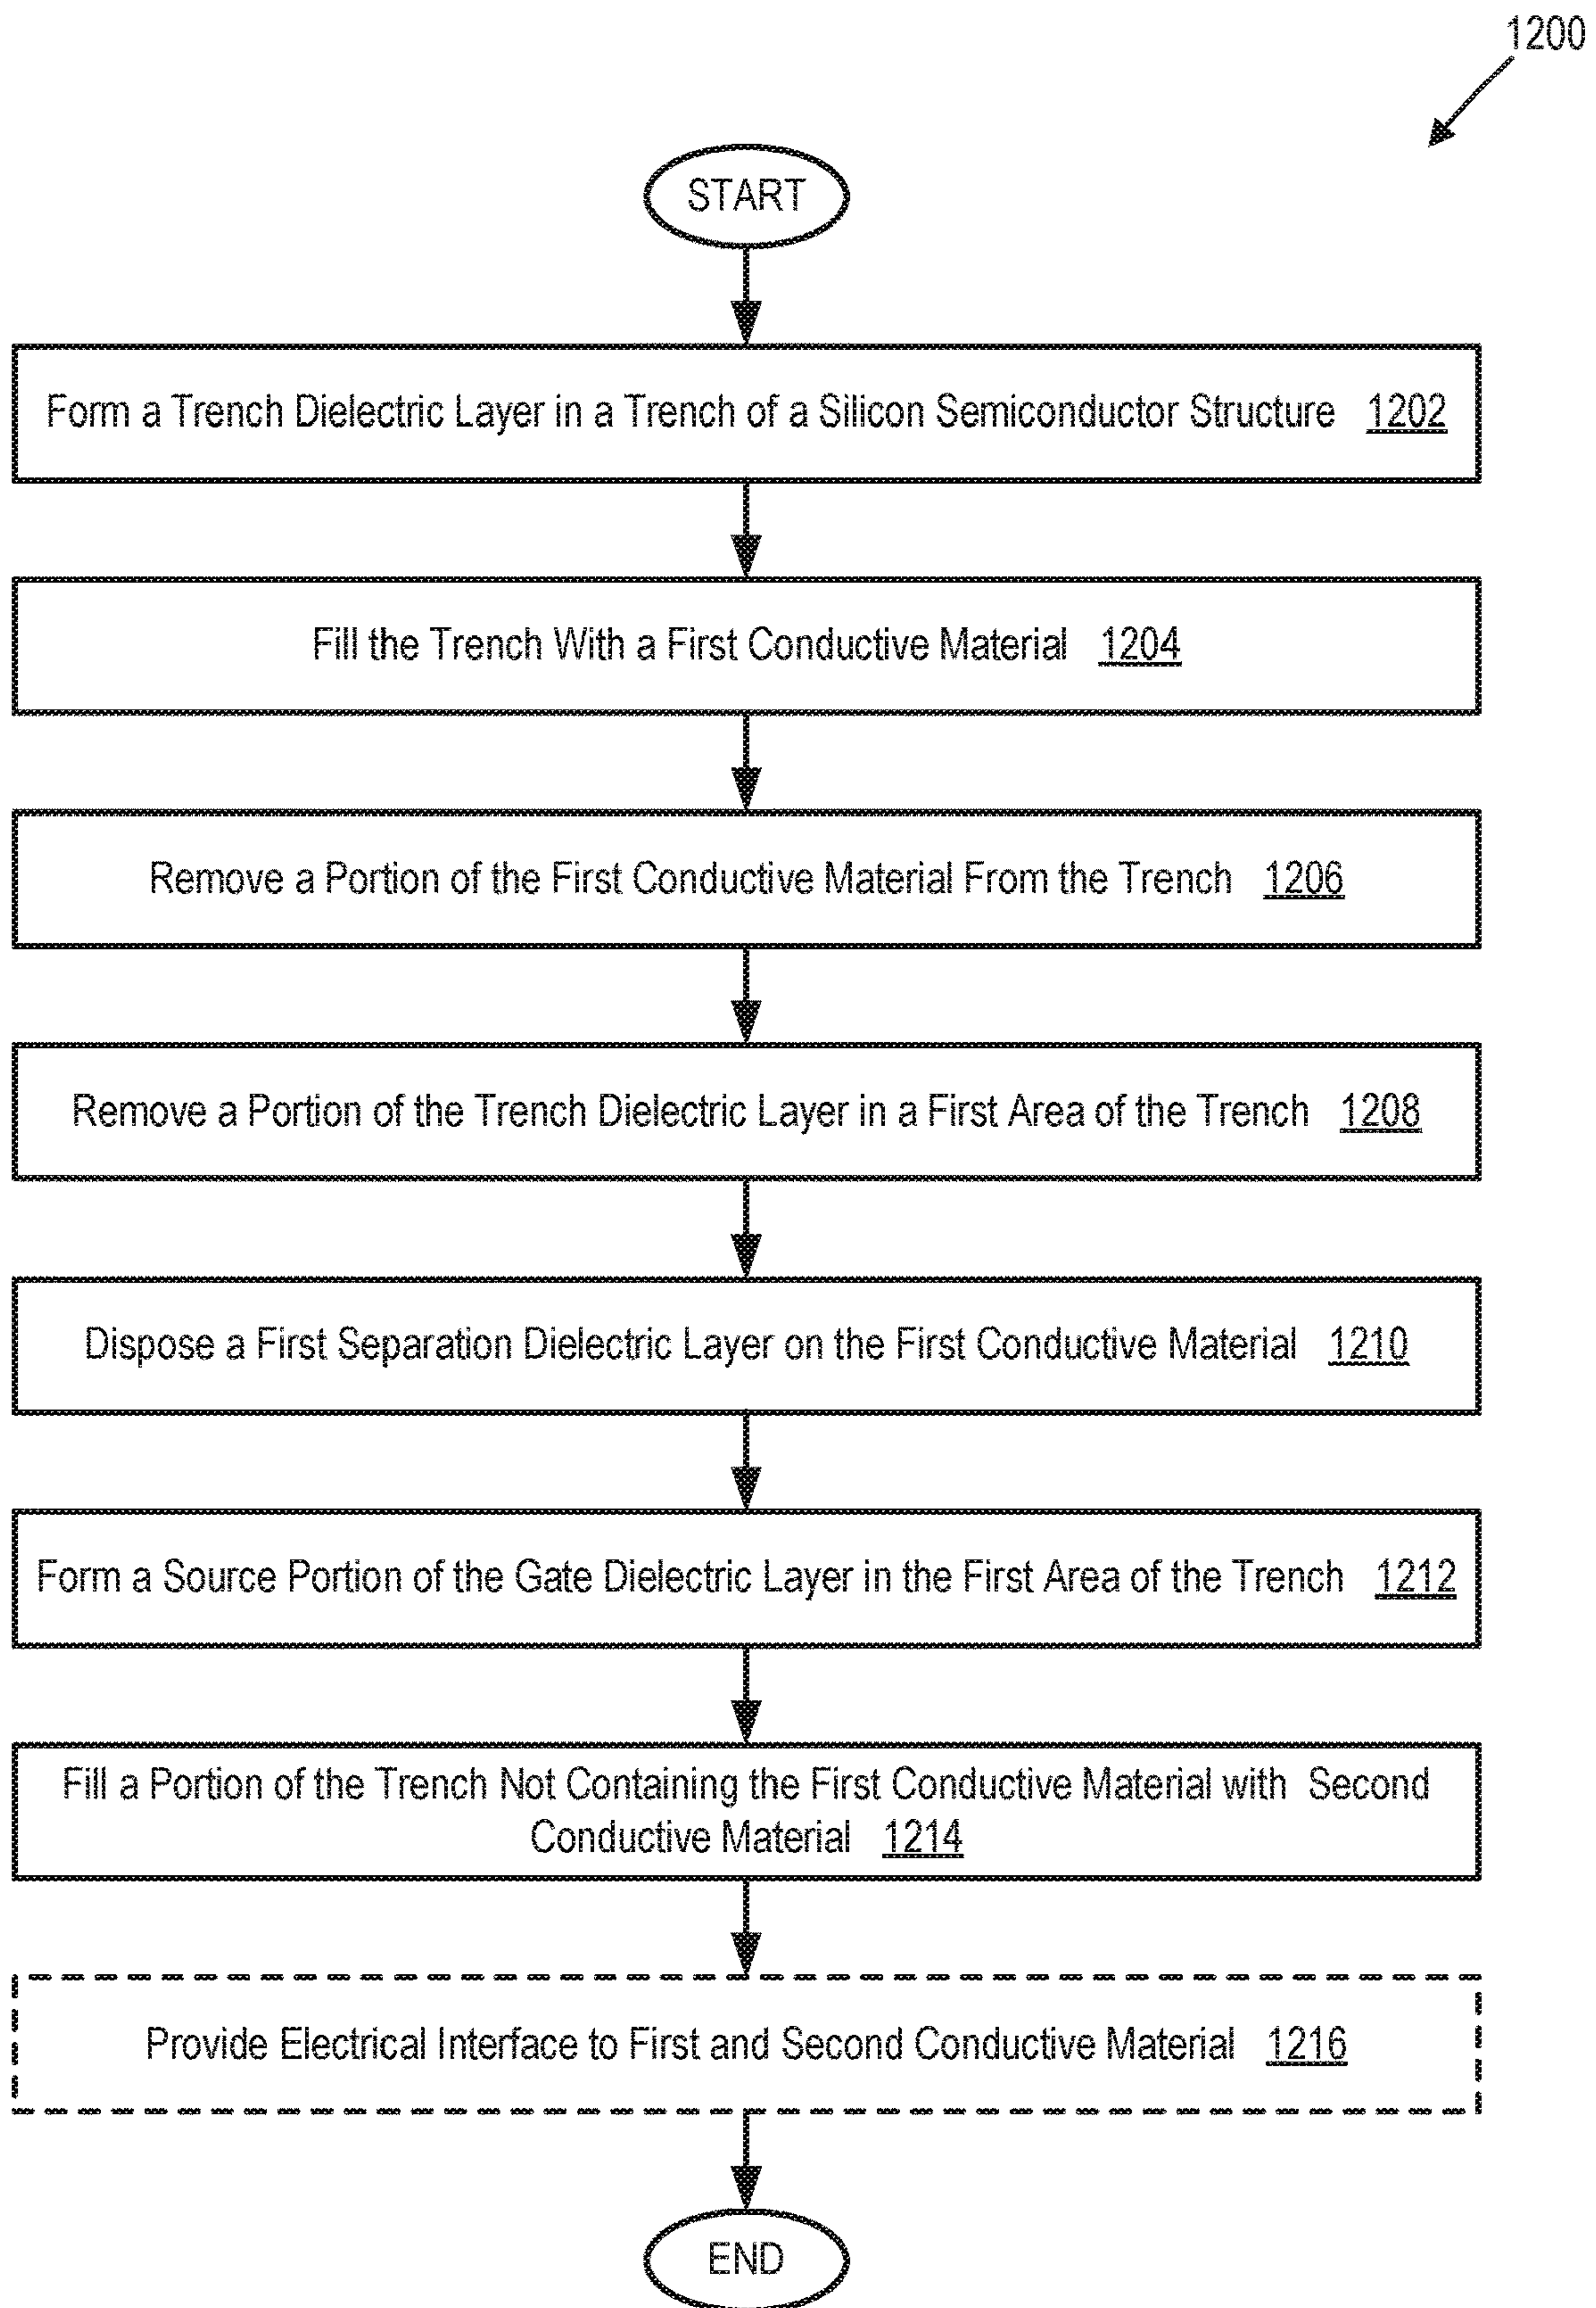 1200
START
Form a Trench Dielectric Layer in a Trench of a Silicon Semiconductor Structure 1202
Fill the Trench With a First Conductive Material 1204
Remove a Portion of the First Conductive Material From the Trench 1206
Remove a Portion of the Trench Dielectric Layer in a First Area of the Trench 1208
Dispose a First Separation Dielectric Layer on the First Conductive Material 1210
Form a Source Portion of the Gate Dielectric Layer in the First Area of the Trench 1212
Fill a Portion of the Trench Not Containing the First Conductive Material with Second
Conductive Material 1214
Provide Electrical Interface to First and Second Conductive Material 1216
END